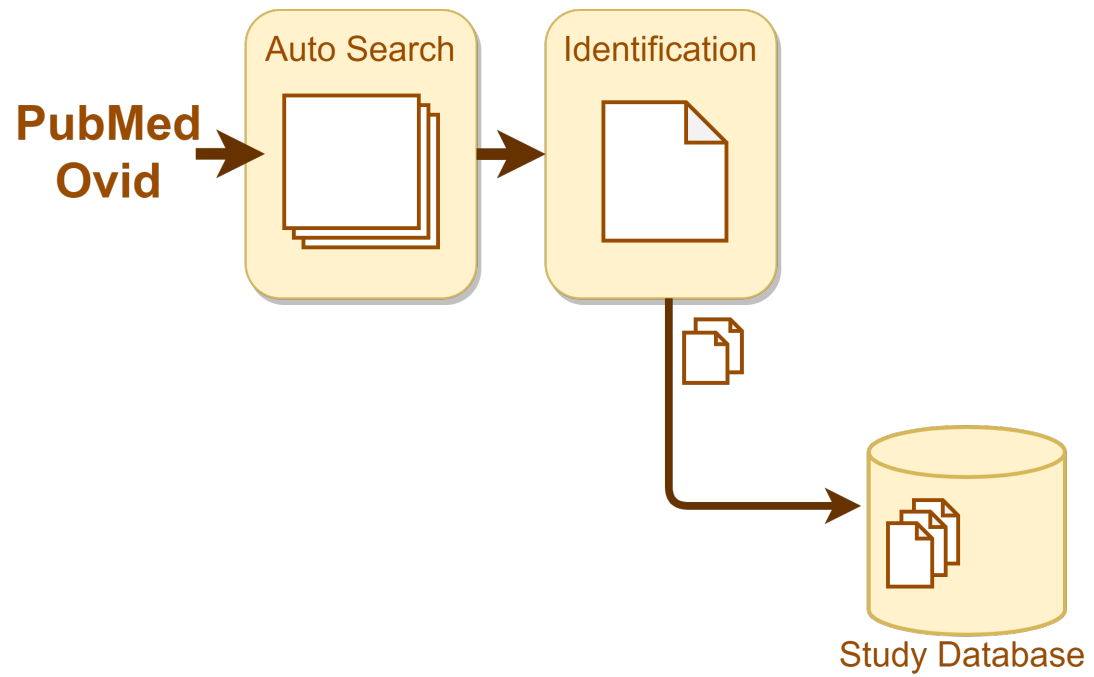 Auto Search
Identification
PubMed
Ovid
Study Database